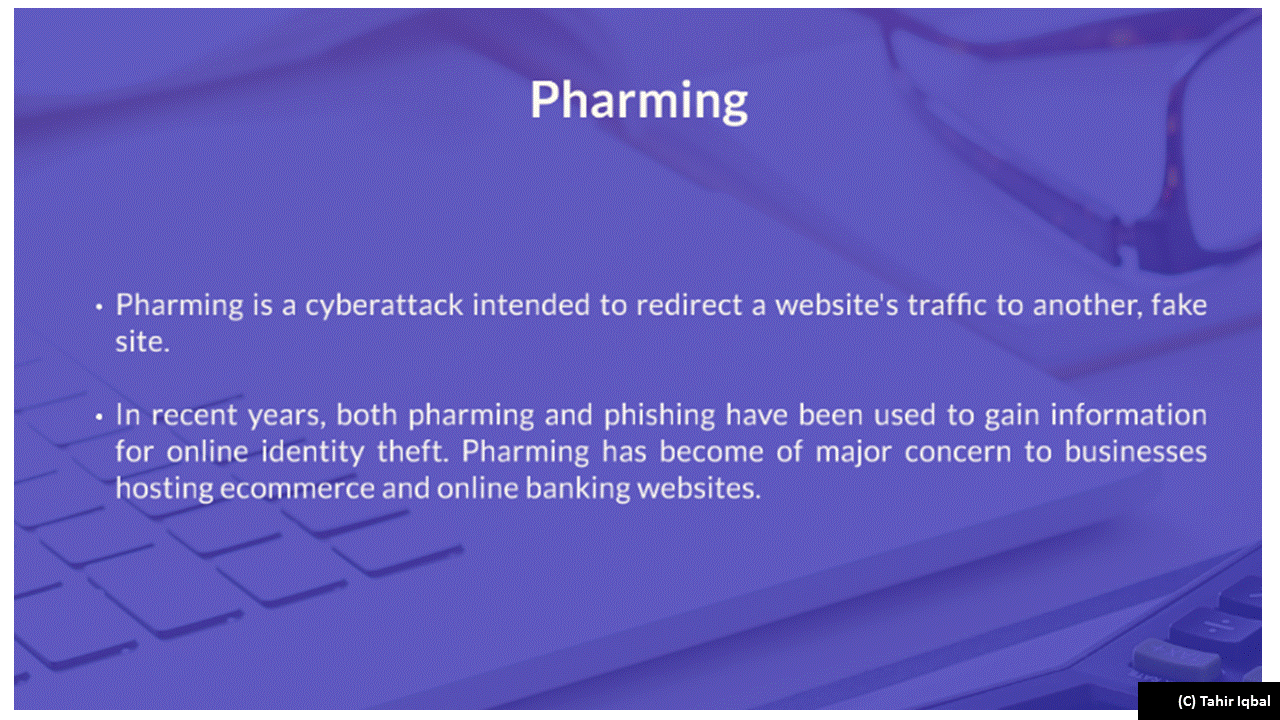 Pharming
• Pharming is a cyberattack intended to redirect a website's traffic to another, fake
site.
• In recent years, both pharming and phishing have been used to gain information
for online identity theft. Pharming has become of major concern to businesses
hosting ecommerce and online banking websites.
(C) Tahir Iqbal